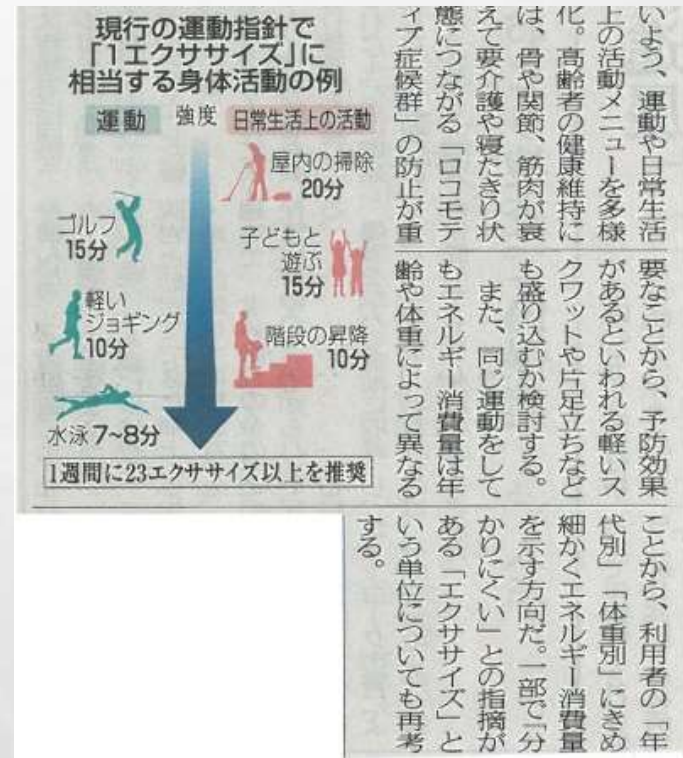 現行の運動指針で
「1エクササイズ」に
相当する身体活動の例
運動 強度 日常生活上の活動
屋内の掃除
20分
ゴルフ
15分
子どもと
遊ぶ
15分
軽い
ジョギング
10分
階段の昇降
10分
水泳7~8分
1週間に23エクササイズ以上を推奨
いよう、運動や日常生活
上の活動メニューを多様
化。高齢者の健康維持に
は、骨や関節、筋肉が衰
えて要介護や寝たきり状
態につながる「ロコモテ
ィブ症候群」の防止が重
要なことから、予防効果
があるといわれる軽いス
クワットや片足立ちなど
も盛り込むか検討する。
また、同じ運動をして
もエネルギー消費量は年
齢や体重によって異なる
ことから、利用者の「年
代別」「体重別」にきめ
細かくエネルギー消費量
を示す方向だ。一部で「分
かりにくい」との指摘が
ある「エクササイズ」と
いう単位についても再考
する。